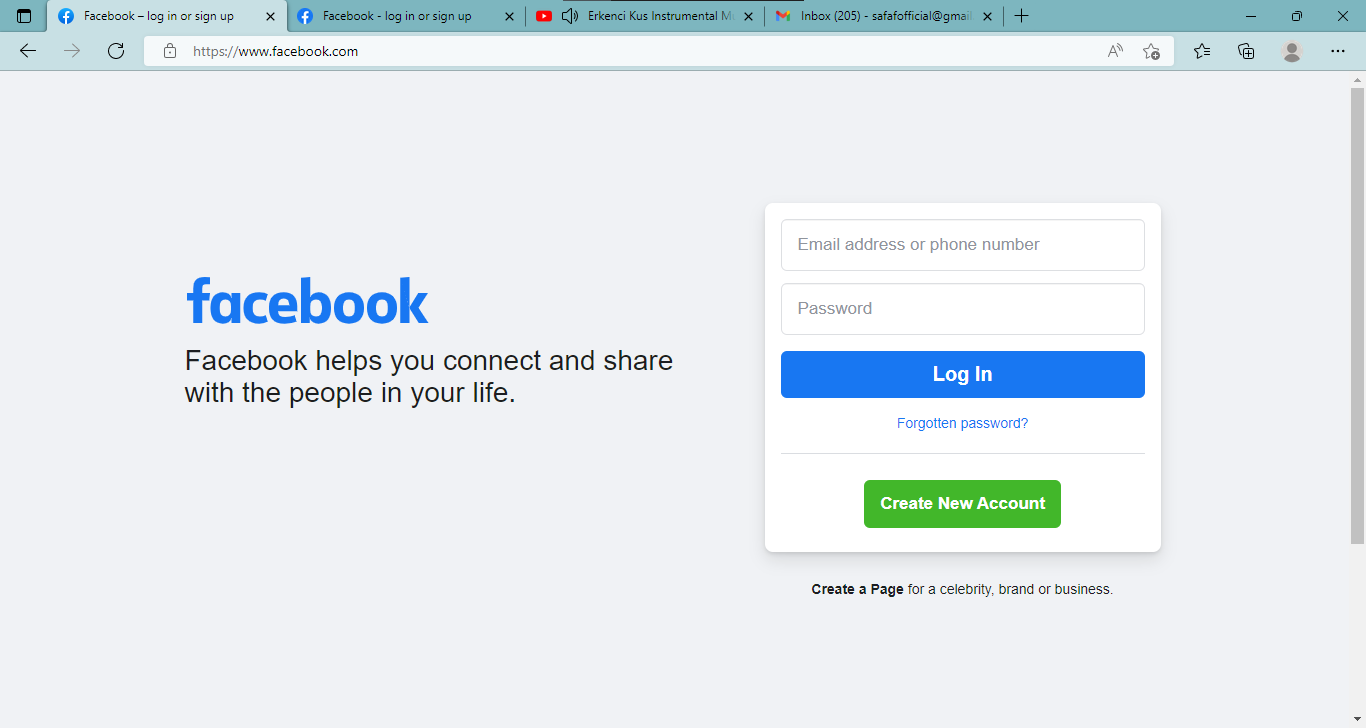 Facebook – log in or sign up
Facebook - log in or sign up
Erkenci Kus Instrumental M
Inbox (205) - safafofficial@gmail
https://www.facebook.com
facebook
Facebook helps you connect and share
with the people in your life.
Email address or phone number
Password
Log In
Forgotten password?
Create New Account
Create a Page for a celebrity, brand or business.